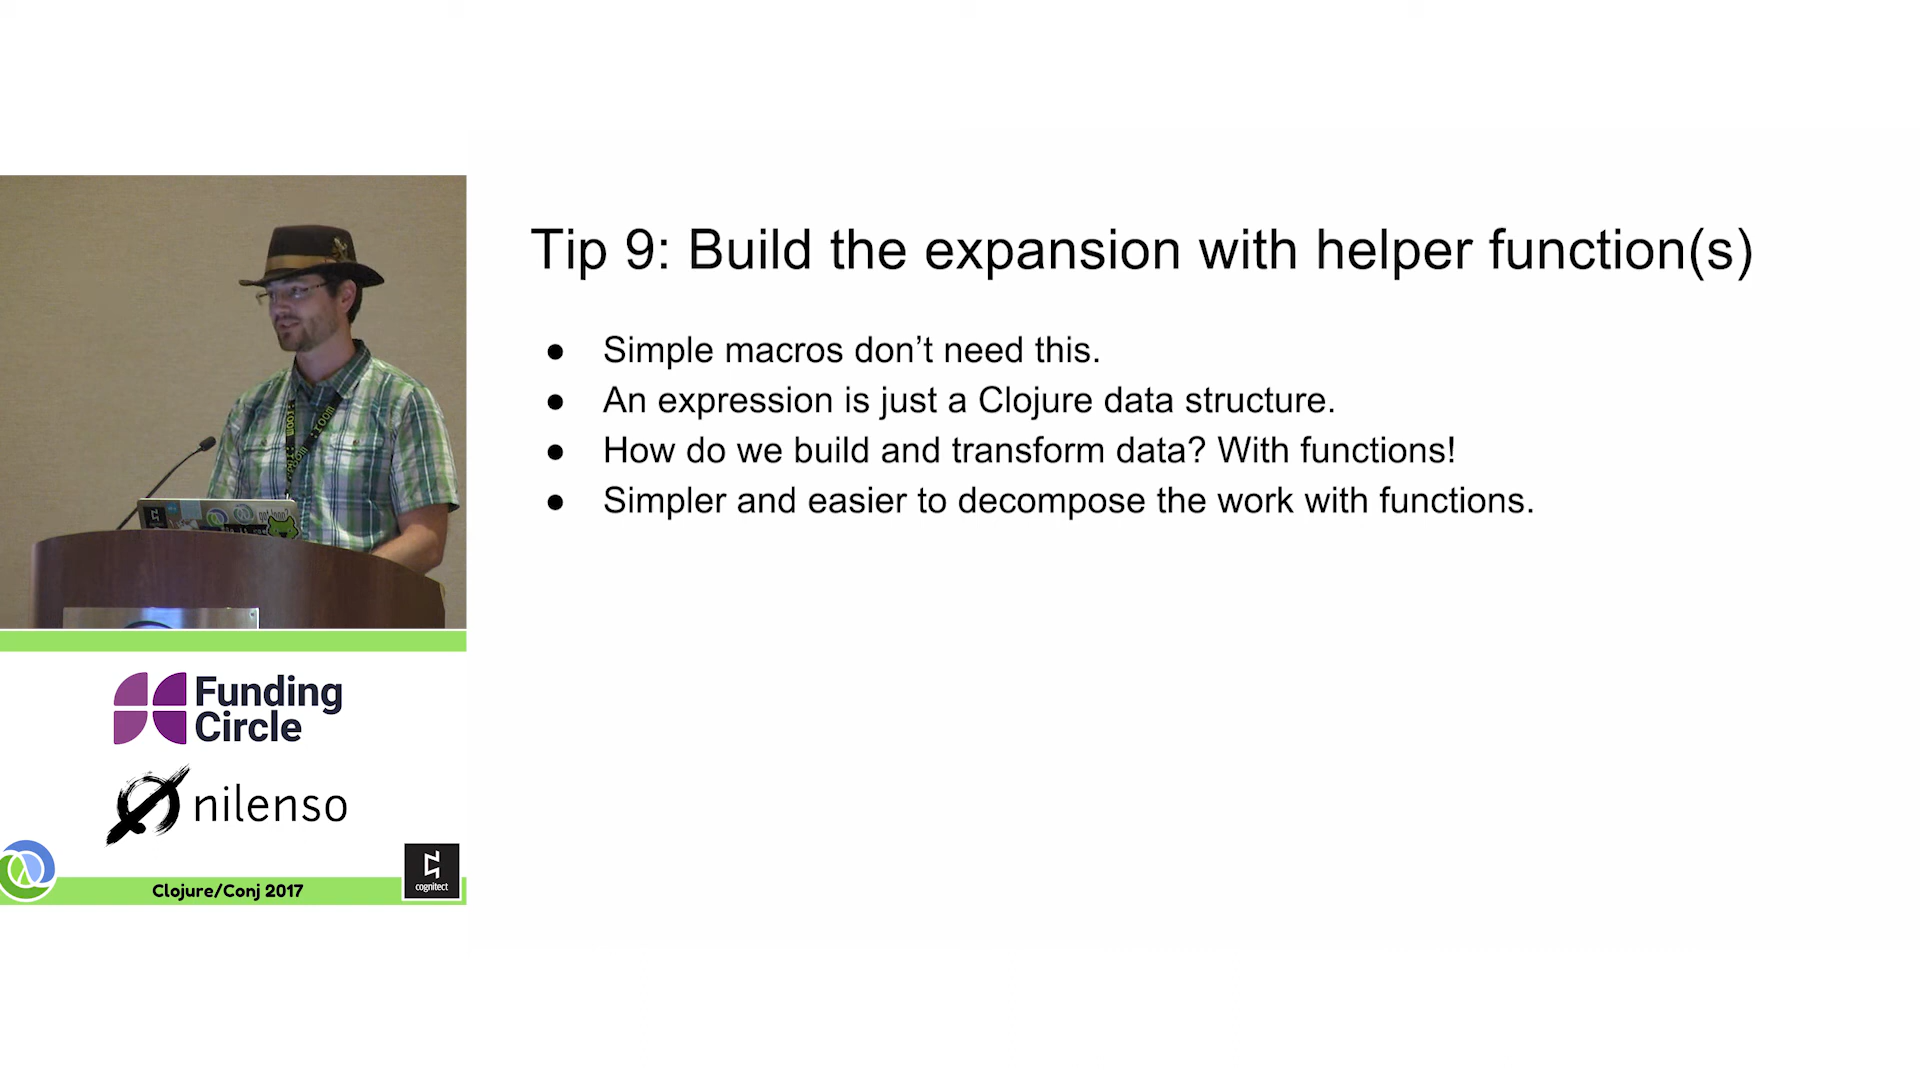 Tip 9: Build the expansion with helper function(s)
● Simple macros don’t need this.
● An expression is just a Clojure data structure.
● How do we build and transform data? With functions!
● Simpler and easier to decompose the work with functions.
Funding
Circle
nilenso
cognitect
Clojure/Conj 2017